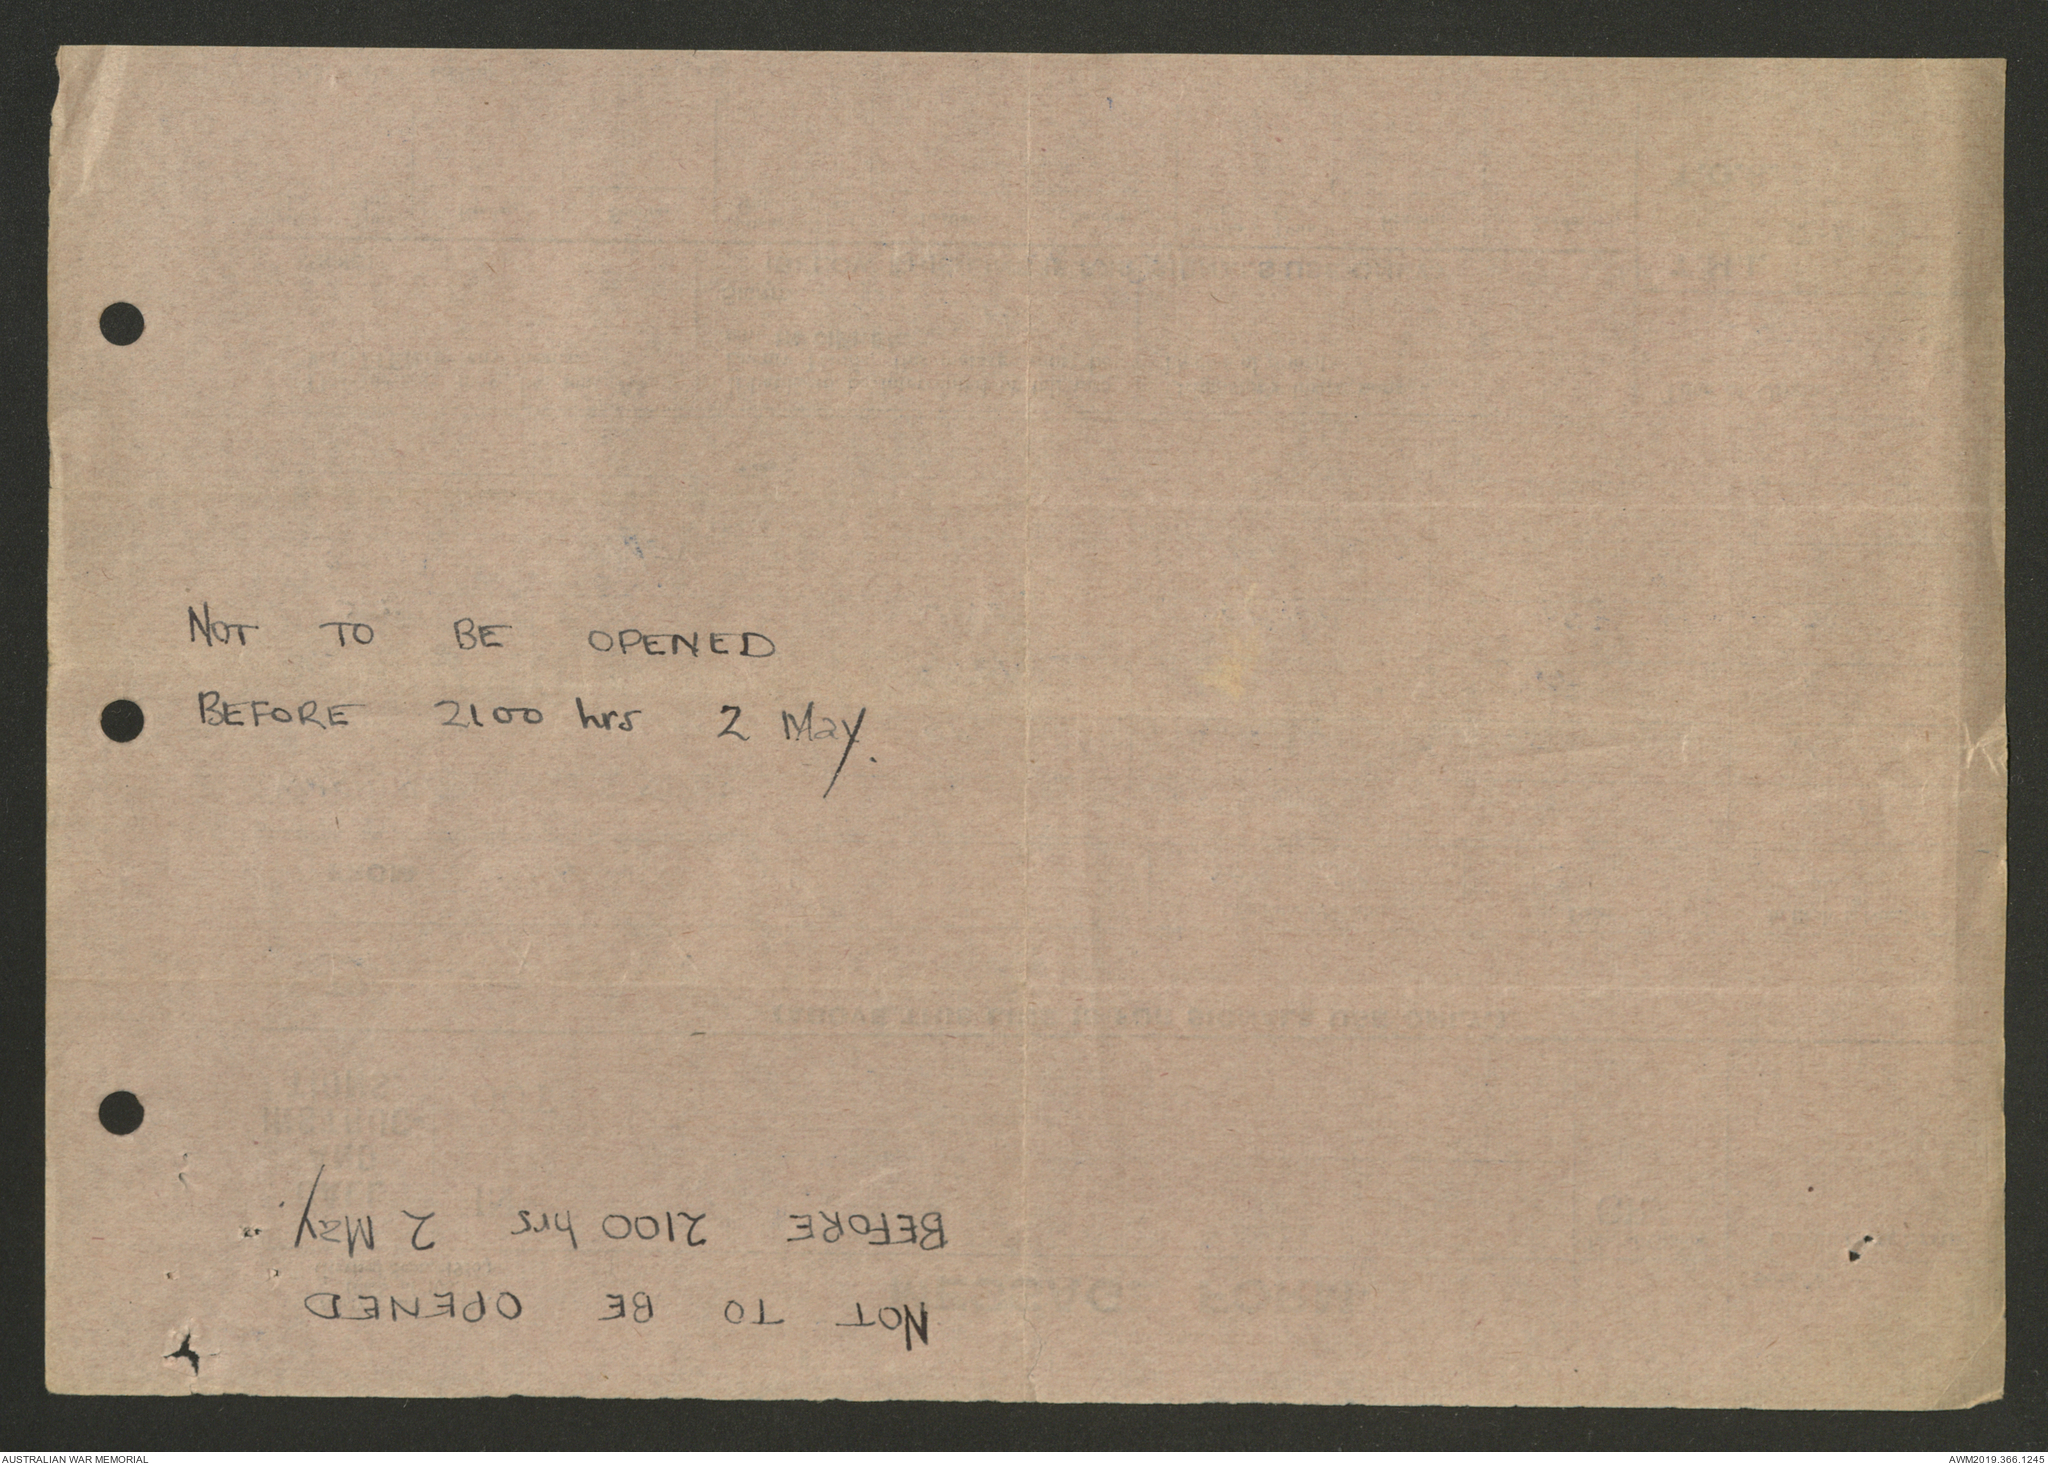 NOT TO BE OPENED
BEFORE 2100 hrs 2 May.
NOT TO BE OPENED
BEFORE 2100 hrs 2 May.
AUSTRALIAN WAR MEMORIAL
AWM2019.366.1245